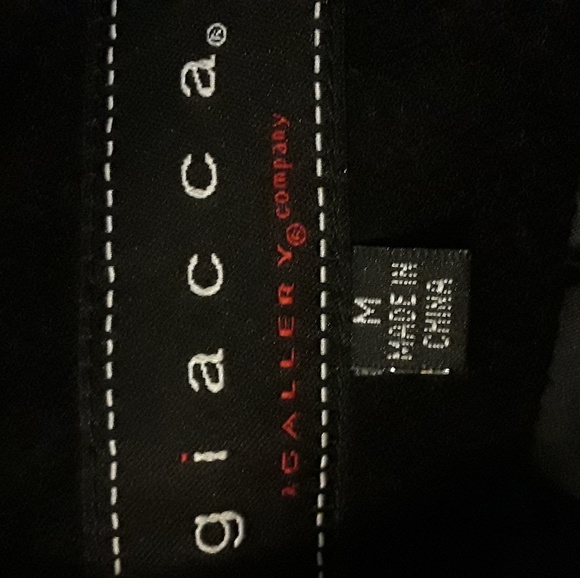 giacca®
A GALLERY® company
M
MADE IN
CHINA